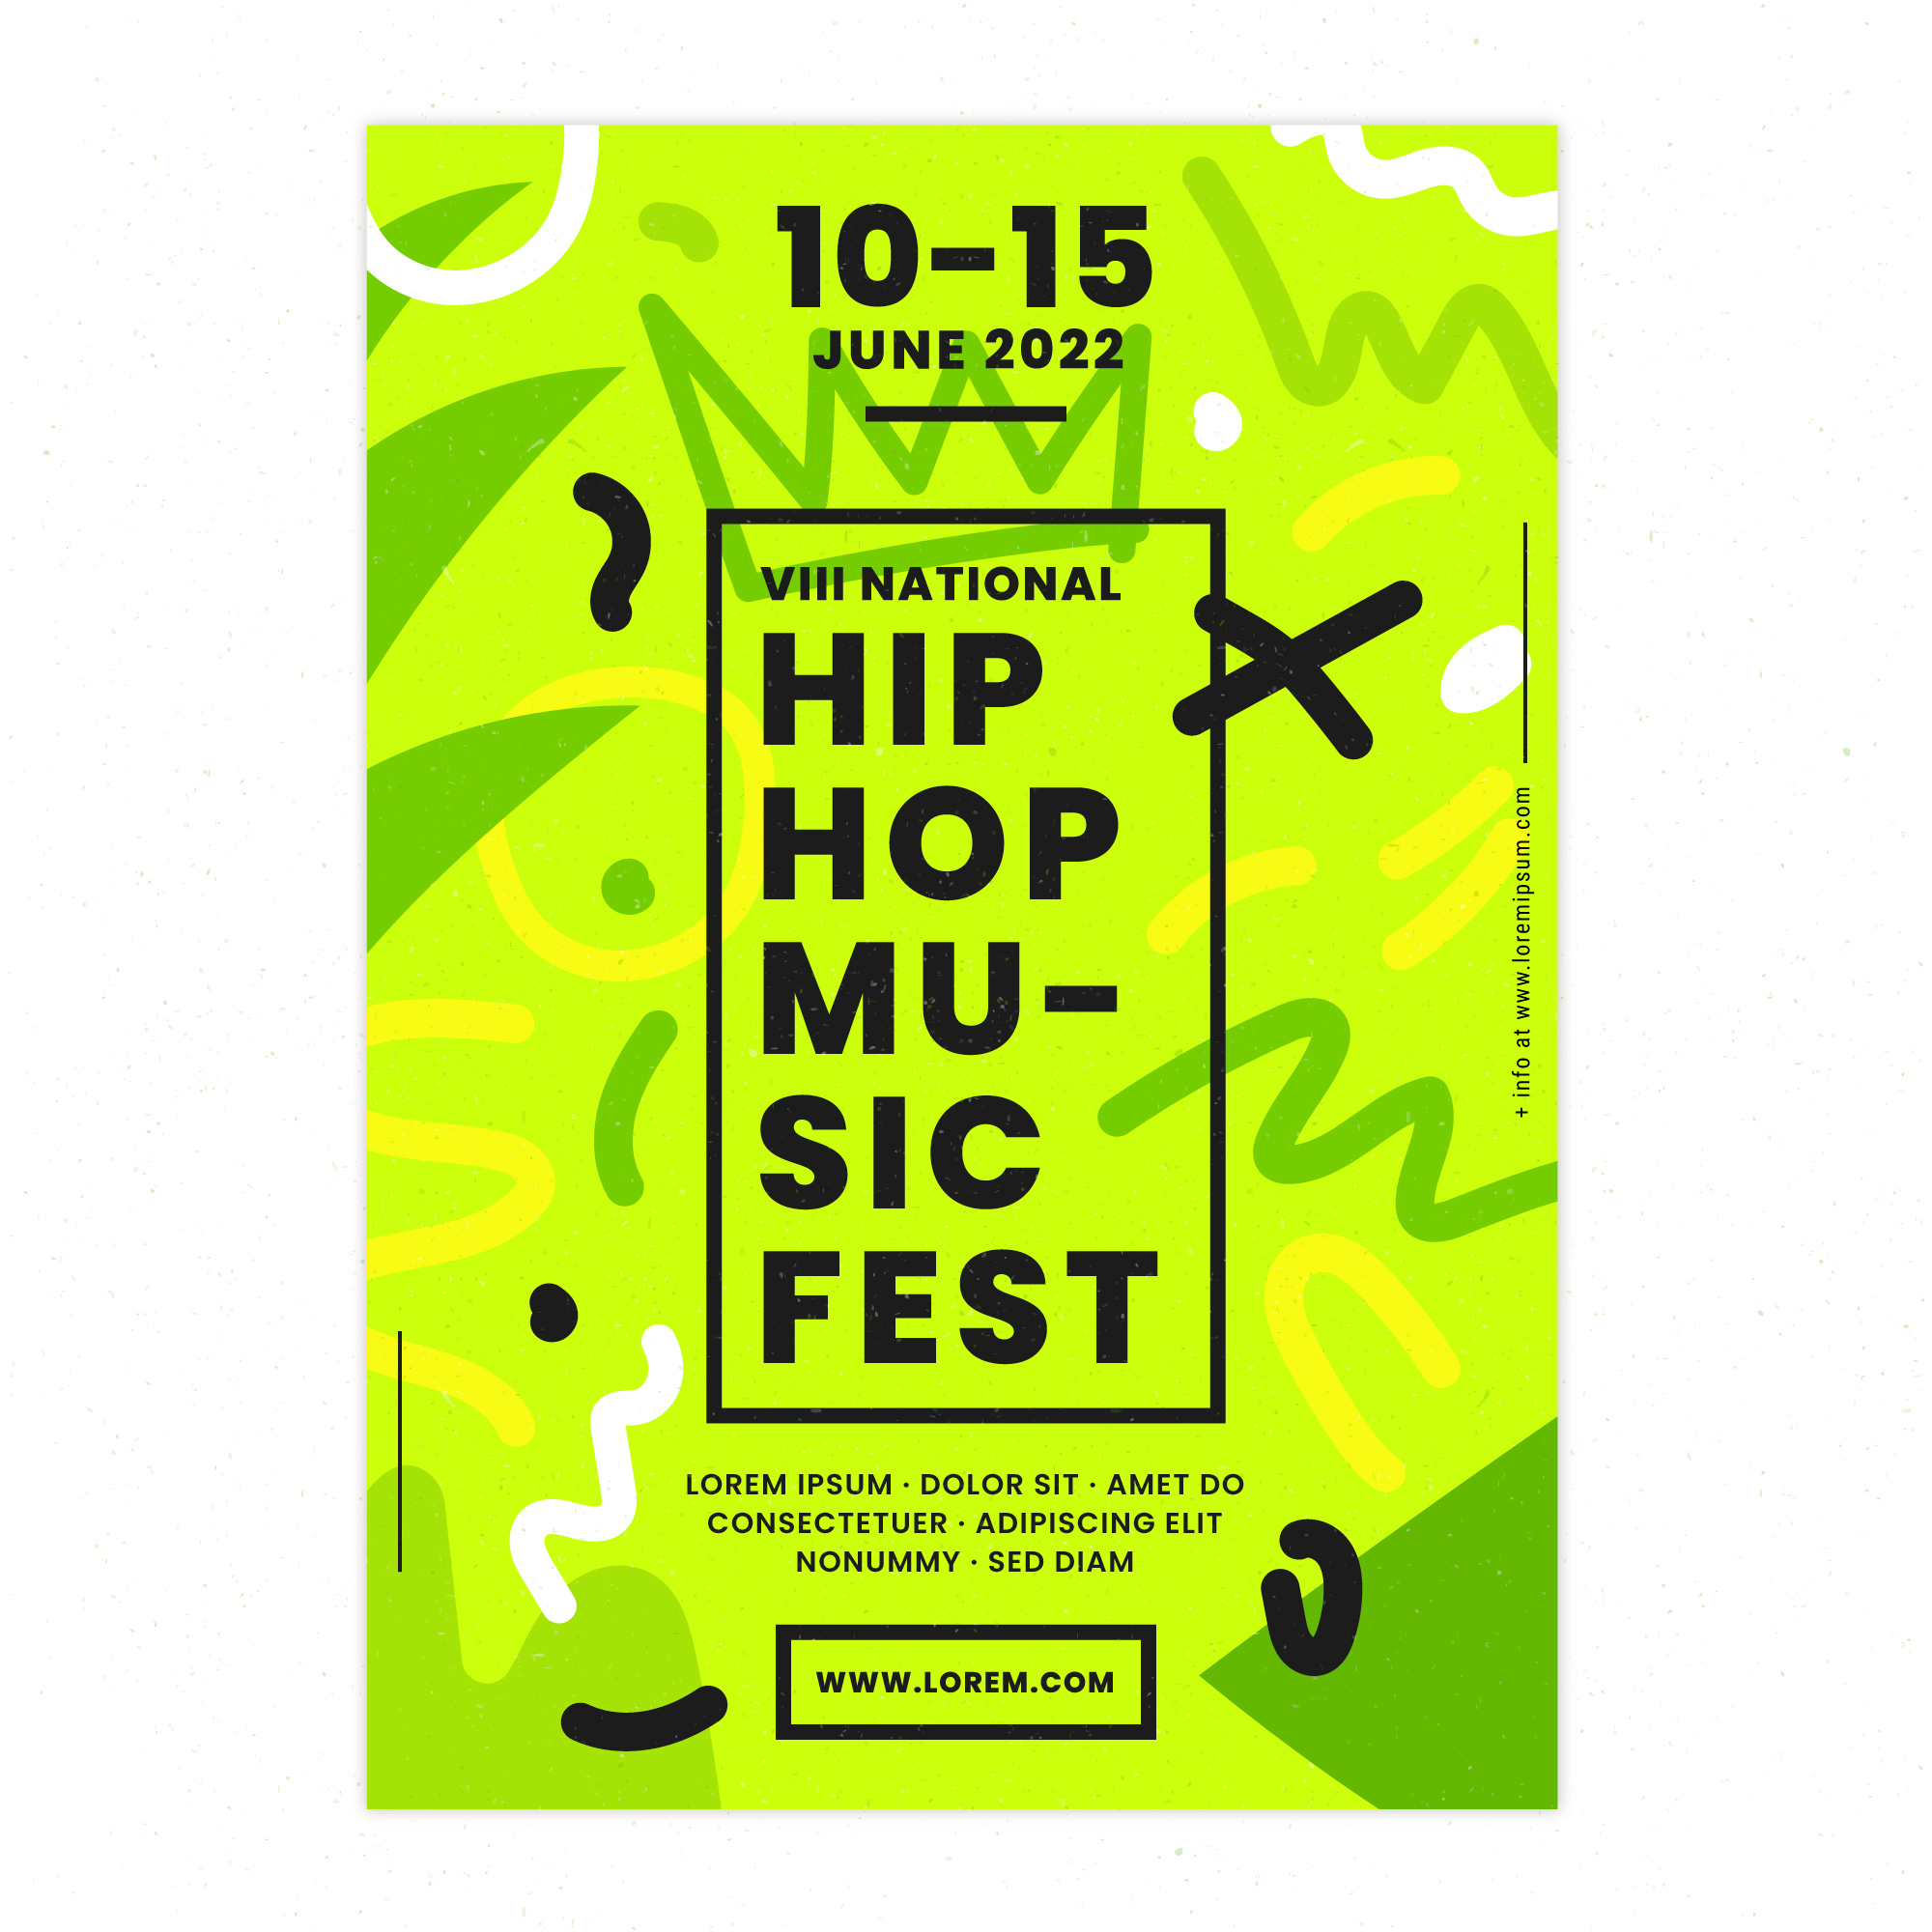 10–15
JUNE 2022
VIII NATIONAL
HIP
HOP
MU–
SIC
FEST
+ info at www.loremipsum.com
LOREM IPSUM · DOLOR SIT · AMET DO
CONSECTETUER · ADIPISCING ELIT
NONUMMY · SED DIAM
WWW.LOREM.COM